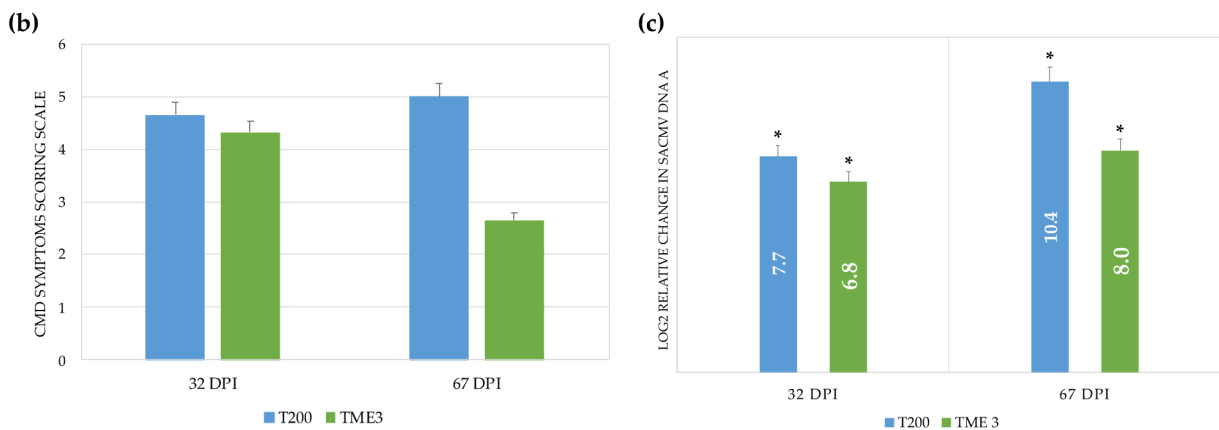 (b)
6
5
4
3
2
1
0
CMD SYMPTOMS SCORING SCALE
32 DPI
67 DPI
T200
TME3
(c)
LOG2 RELATIVE CHANGE IN SACMV DNA A
*
*
*
*
7.7
6.8
10.4
8.0
32 DPI
67 DPI
T200
TME 3